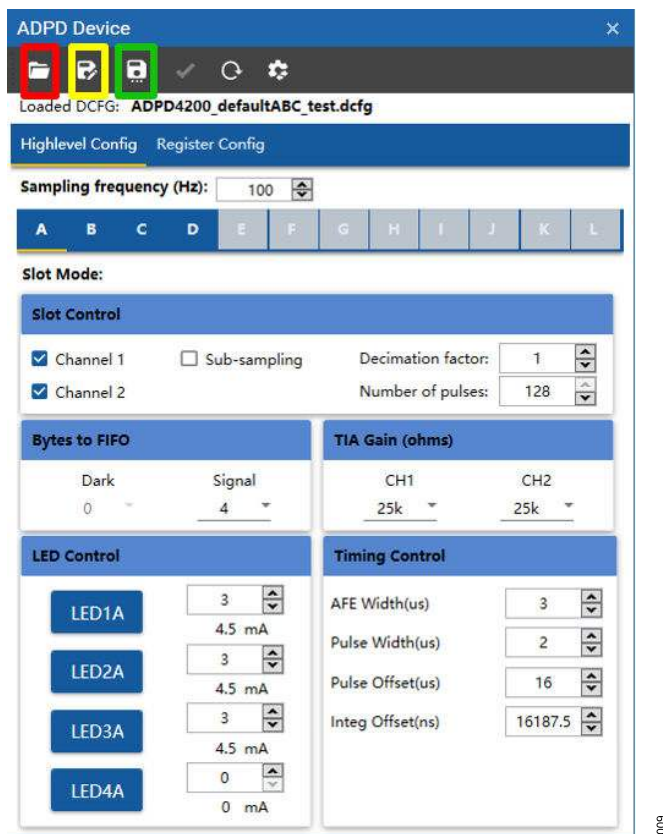 ADPD Device
Loaded DCFG: ADPD4200_defaultABC_test.dcfg
Highlevel Config Register Config
Sampling frequency (Hz): 100
A B C D E F G H I J K L
Slot Mode:
Slot Control
Channel 1 Sub-sampling Decimation factor: 1
Channel 2 Number of pulses: 128
Bytes to FIFO TIA Gain (ohms)
Dark Signal CH1 CH2
0 4 25k 25k
LED Control Timing Control
LED1A 3 AFE Width(us) 3
4.5 mA
LED2A 3 Pulse Width(us) 2
4.5 mA
LED3A 3 Pulse Offset(us) 16
4.5 mA
LED4A 0 Integ Offset(ns) 16187.5
0 mA
009